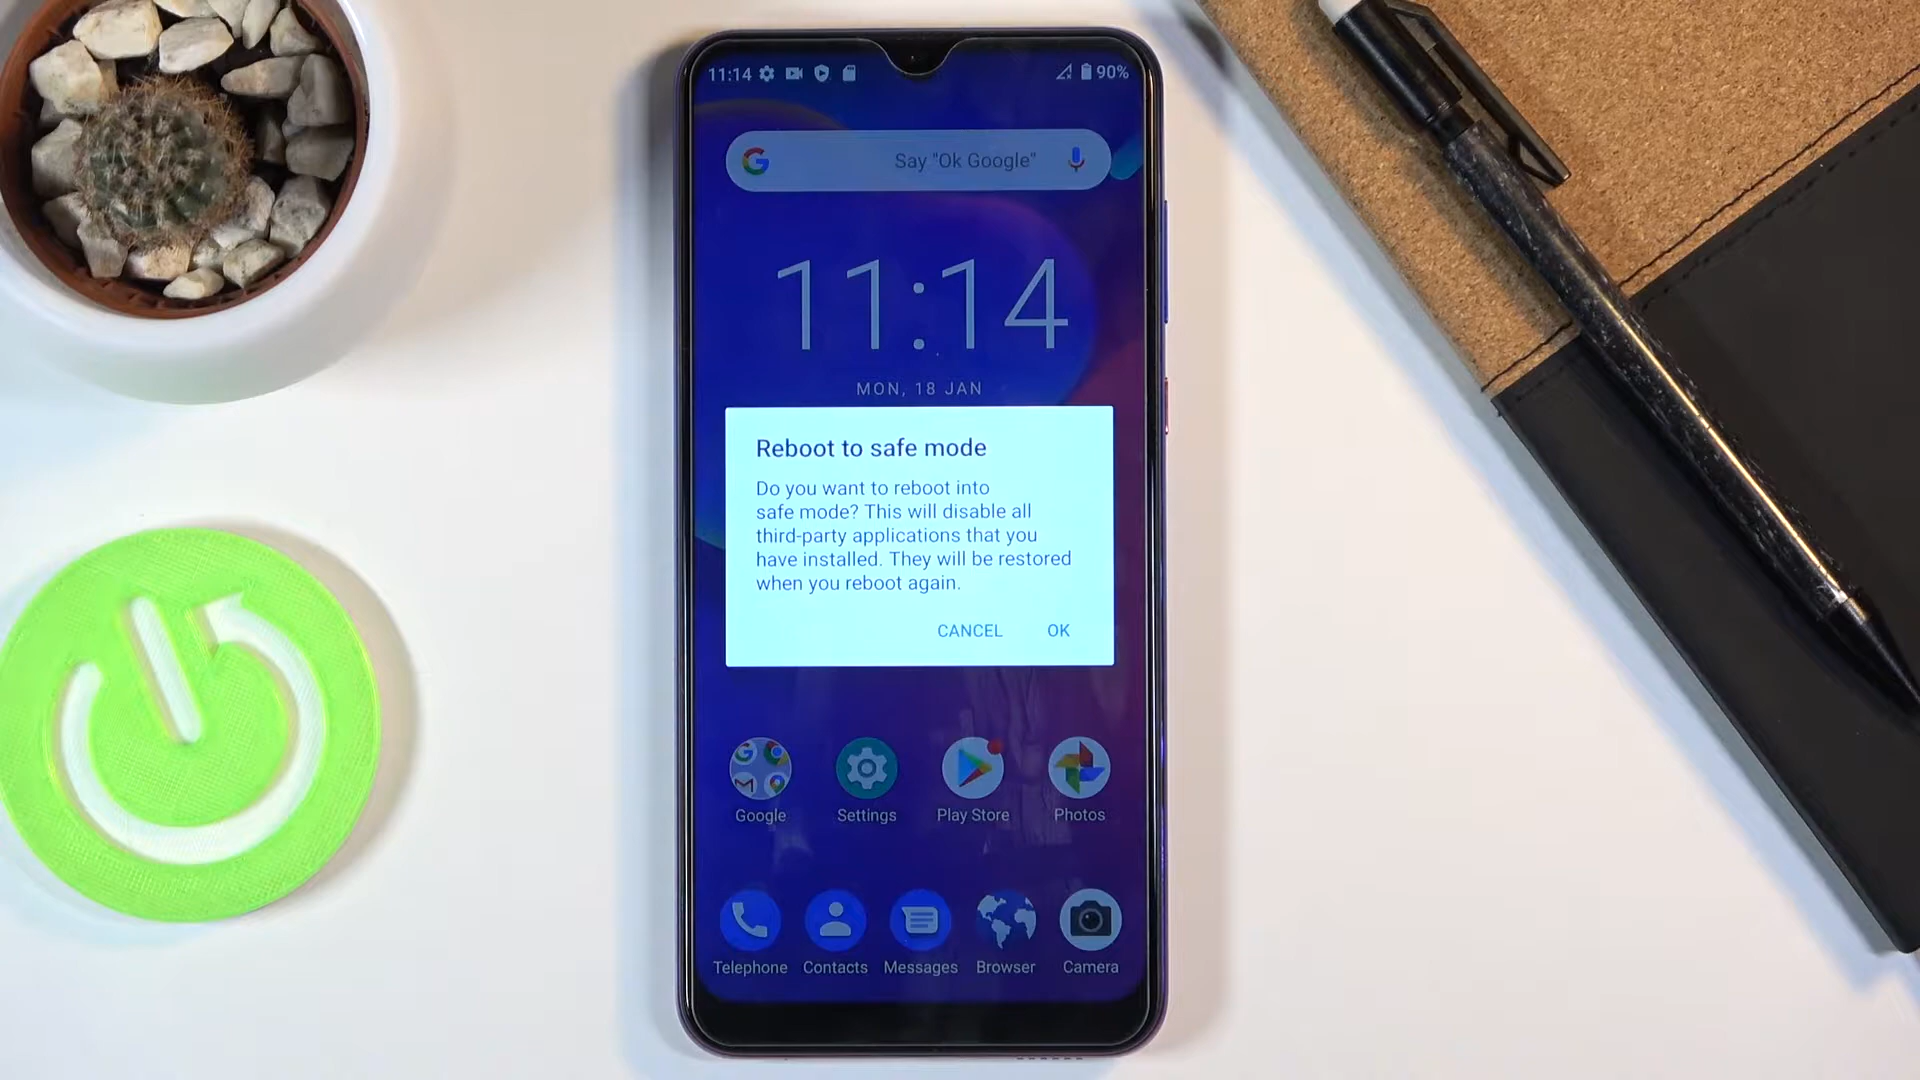 11:14 90%
Say "Ok Google"
11:14
MON, 18 JAN
Reboot to safe mode
Do you want to reboot into
safe mode? This will disable all
third-party applications that you
have installed. They will be restored
when you reboot again.
CANCEL OK
Google Settings Play Store Photos
Telephone Contacts Messages Browser Camera